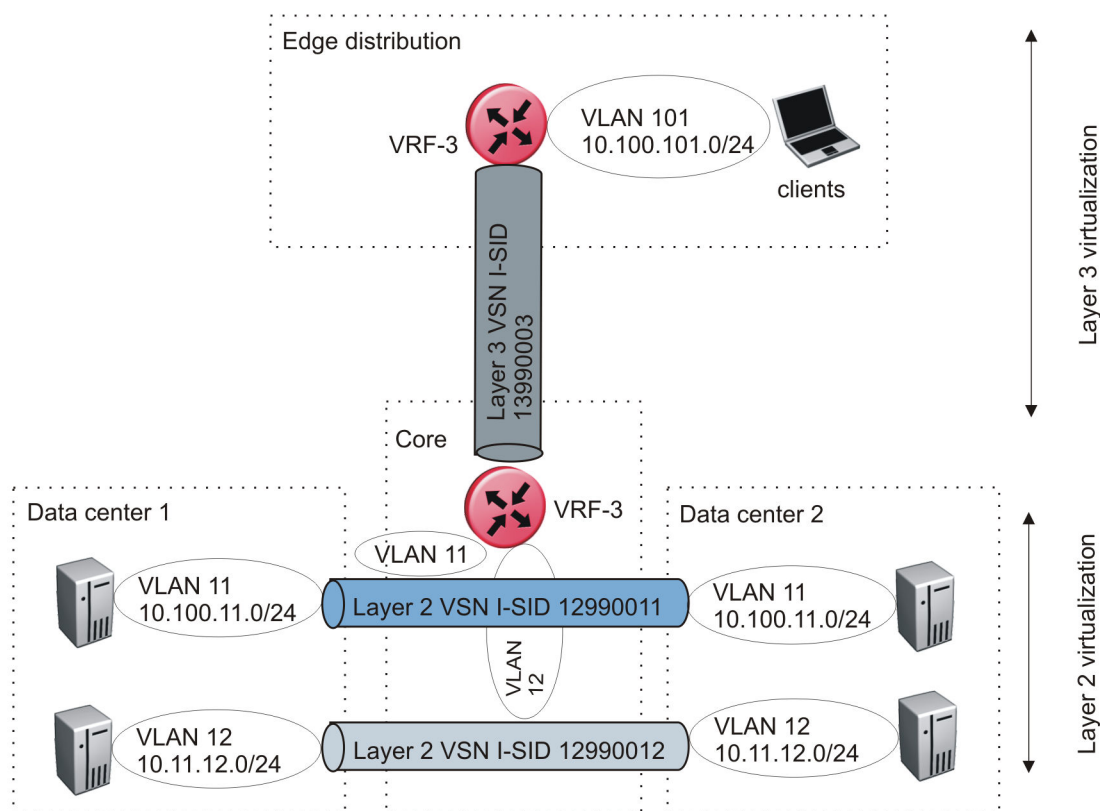 Edge distribution
VRF-3
VLAN 101
10.100.101.0/24
clients
Layer 3 virtualization
Layer 3 VSN I-SID
13990003
Core
VRF-3
Data center 1
Data center 2
VLAN 11
VLAN 11
10.100.11.0/24
Layer 2 VSN I-SID 12990011
VLAN 11
10.100.11.0/24
VLAN
12
VLAN 12
10.11.12.0/24
Layer 2 VSN I-SID 12990012
VLAN 12
10.11.12.0/24
Layer 2 virtualization